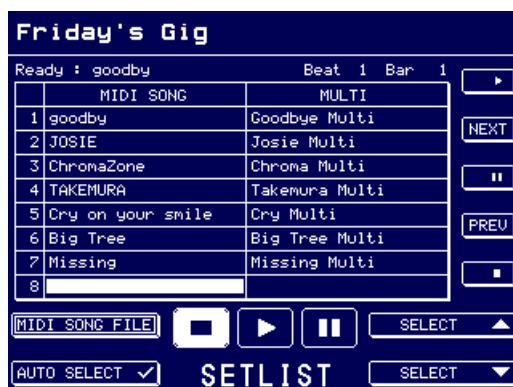 Friday's Gig
Ready : goodby Beat 1 Bar 1
MIDI SONG MULTI
1 goodby Goodbye Multi
NEXT
2 JOSIE Josie Multi
3 ChromaZone Chroma Multi
4 TAKEMURA Takemura Multi
5 Cry on your smile Cry Multi
PREV
6 Big Tree Big Tree Multi
7 Missing Missing Multi
8
MIDI SONG FILE SELECT
AUTO SELECT SETLIST SELECT